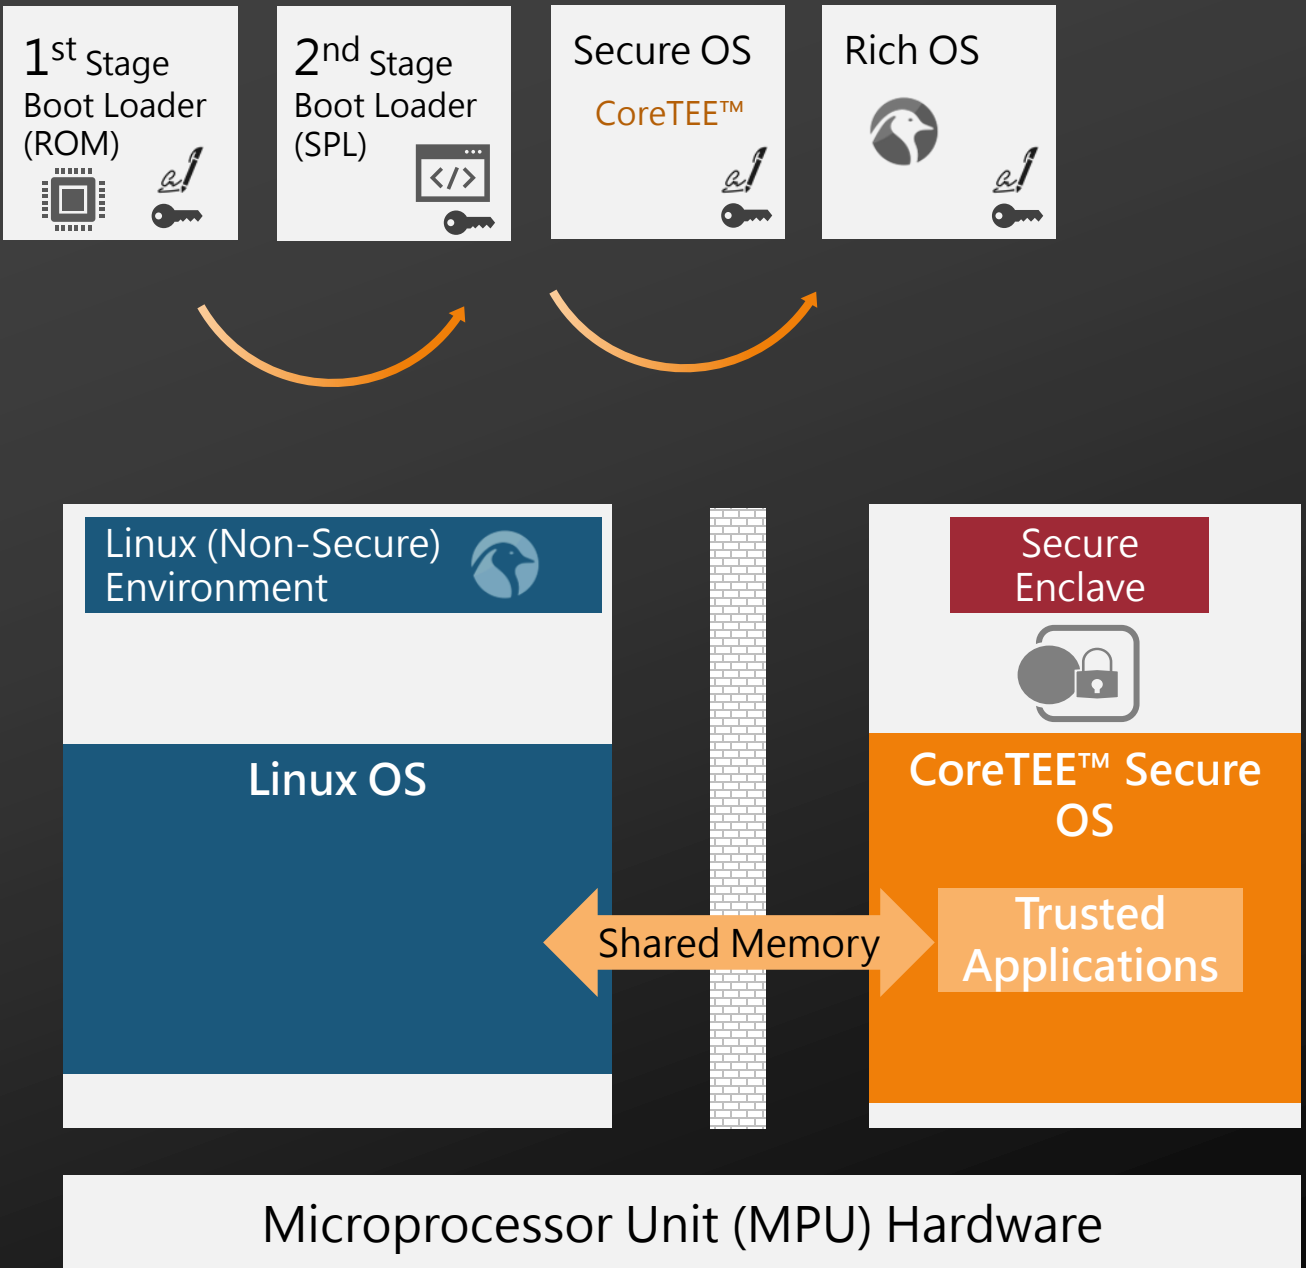 1st Stage
Boot Loader
(ROM)
2nd Stage
Boot Loader
(SPL)
</>
Secure OS
CoreTEE™
Rich OS
Linux (Non-Secure)
Environment
Secure
Enclave
Linux OS
CoreTEE™ Secure
OS
Shared Memory
Trusted
Applications
Microprocessor Unit (MPU) Hardware